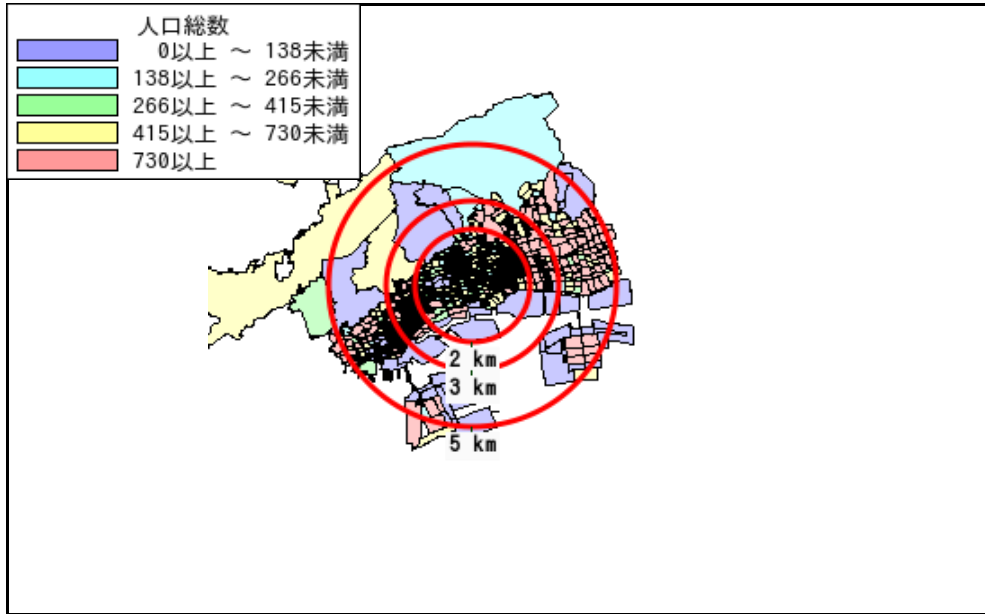 人口総数
0以上 ～ 138未満
138以上 ～ 266未満
266以上 ～ 415未満
415以上 ～ 730未満
730以上
2 km
3 km
5 km